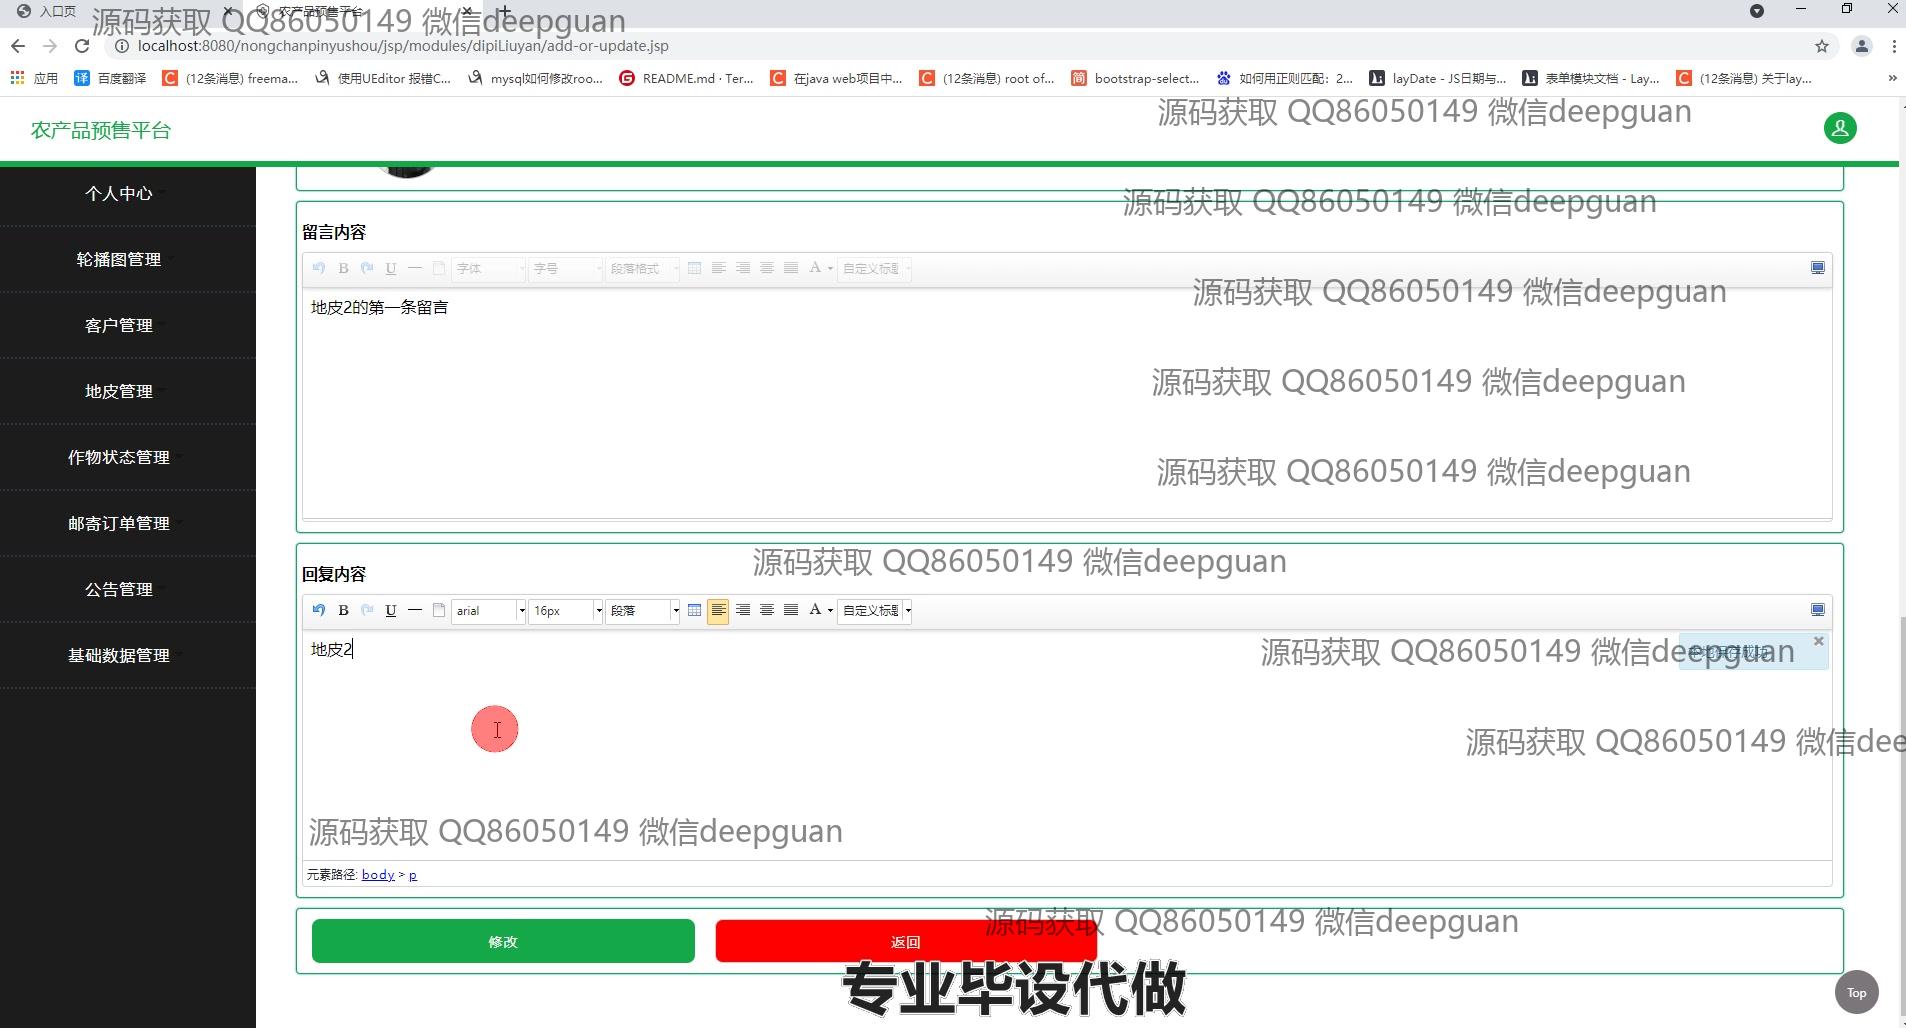 入口页
农产品预售平台
源码获取 QQ86050149 微信deepguan
localhost:8080/nongchanpinyushou/jsp/modules/dipiLiuyan/add-or-update.jsp
应用 百度翻译 (12条消息) freema... 使用UEditor 报错C... mysql如何修改roo... README.md · Ter... 在java web项目中... (12条消息) root of... bootstrap-select... 如何用正则匹配：2... layDate - JS日期与... 表单模块文档 - Lay... (12条消息) 关于lay... »
源码获取 QQ86050149 微信deepguan
农产品预售平台
个人中心
轮播图管理
客户管理
地皮管理
作物状态管理
邮寄订单管理
公告管理
基础数据管理
源码获取 QQ86050149 微信deepguan
留言内容
B U 字体 字号 段落格式 A 自定义标题
源码获取 QQ86050149 微信deepguan
地皮2的第一条留言
源码获取 QQ86050149 微信deepguan
源码获取 QQ86050149 微信deepguan
源码获取 QQ86050149 微信deepguan
回复内容
B U arial 16px 段落 A 自定义标题
地皮2
源码获取 QQ86050149 微信deepguan
本地保存成功
源码获取 QQ86050149 微信dee
源码获取 QQ86050149 微信deepguan
元素路径: body > p
源码获取 QQ86050149 微信deepguan
修改 返回
专业毕设代做
Top